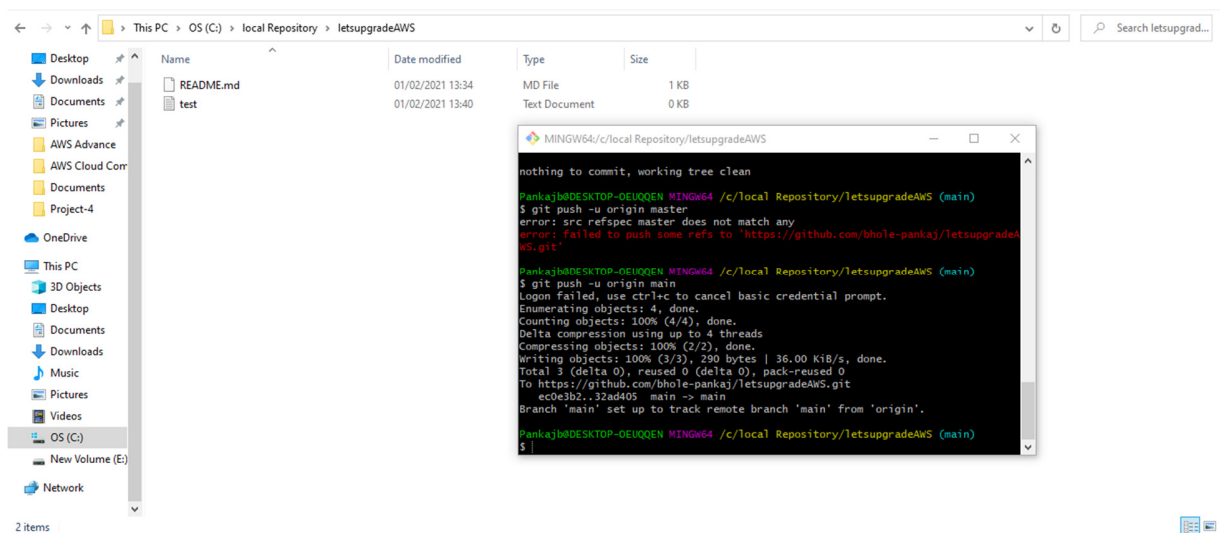 This PC > OS (C:) > local Repository > letsupgradeAWS
Search letsupgrad...
Desktop
Downloads
Documents
Pictures
AWS Advance
AWS Cloud Com
Documents
Project-4
OneDrive
This PC
3D Objects
Desktop
Documents
Downloads
Music
Pictures
Videos
OS (C:)
New Volume (E:)
Network
2 items
Name Date modified Type Size
README.md 01/02/2021 13:34 MD File 1 KB
test 01/02/2021 13:40 Text Document 0 KB
MINGW64:/c/local Repository/letsupgradeAWS
nothing to commit, working tree clean
Pankajb@DESKTOP-OEUQQEN MINGW64 /c/local Repository/letsupgradeAWS (main)
$ git push -u origin master
error: src refspec master does not match any
error: failed to push some refs to 'https://github.com/bhole-pankaj/letsupgradeA
WS.git'
Pankajb@DESKTOP-OEUQQEN MINGW64 /c/local Repository/letsupgradeAWS (main)
$ git push -u origin main
Logon failed, use ctrl+c to cancel basic credential prompt.
Enumerating objects: 4, done.
Counting objects: 100% (4/4), done.
Delta compression using up to 4 threads
Compressing objects: 100% (2/2), done.
Writing objects: 100% (3/3), 290 bytes | 36.00 KiB/s, done.
Total 3 (delta 0), reused 0 (delta 0), pack-reused 0
To https://github.com/bhole-pankaj/letsupgradeAWS.git
ec0e3b2..32ad405 main -> main
Branch 'main' set up to track remote branch 'main' from 'origin'.
Pankajb@DESKTOP-OEUQQEN MINGW64 /c/local Repository/letsupgradeAWS (main)
$